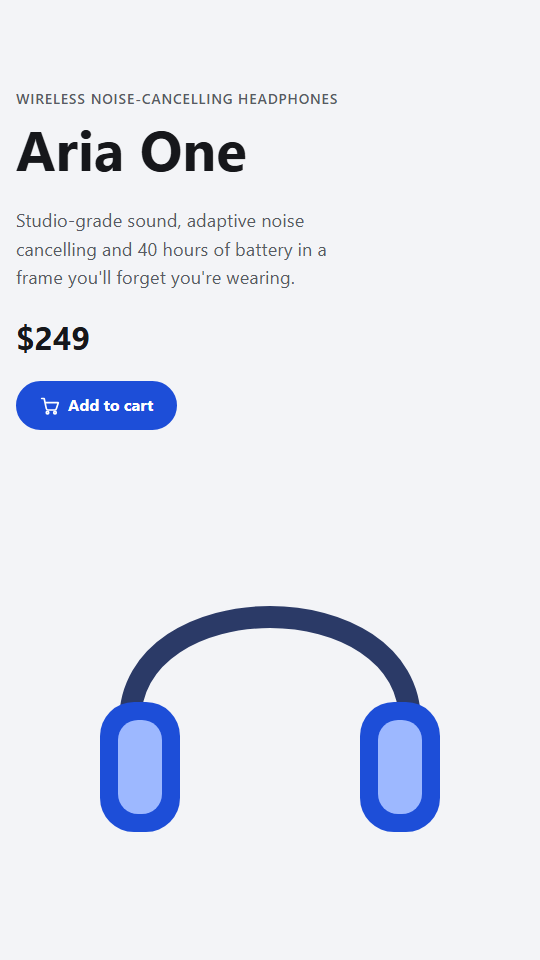 WIRELESS NOISE-CANCELLING HEADPHONES
Aria One
Studio-grade sound, adaptive noise
cancelling and 40 hours of battery in a
frame you'll forget you're wearing.
$249
Add to cart